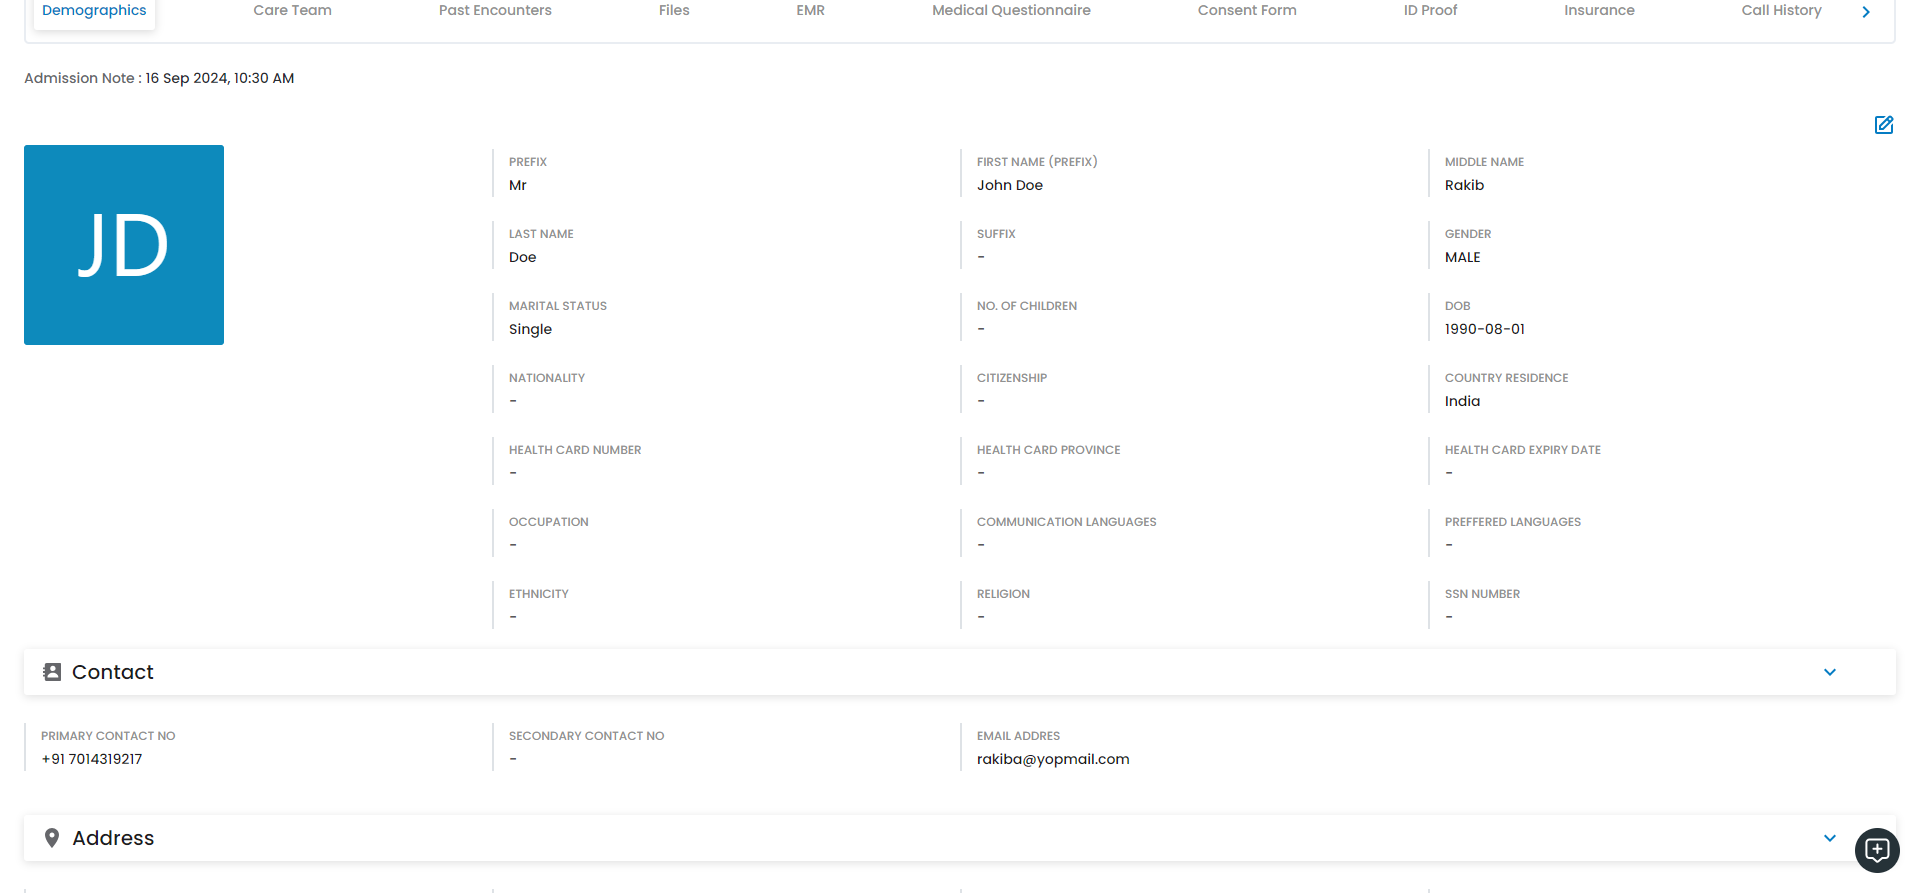 Demographics Care Team Past Encounters Files EMR Medical Questionnaire Consent Form ID Proof Insurance Call History
Admission Note : 16 Sep 2024, 10:30 AM
JD
PREFIX FIRST NAME (PREFIX) MIDDLE NAME
Mr John Doe Rakib
LAST NAME SUFFIX GENDER
Doe - MALE
MARITAL STATUS NO. OF CHILDREN DOB
Single - 1990-08-01
NATIONALITY CITIZENSHIP COUNTRY RESIDENCE
- - India
HEALTH CARD NUMBER HEALTH CARD PROVINCE HEALTH CARD EXPIRY DATE
- - -
OCCUPATION COMMUNICATION LANGUAGES PREFFERED LANGUAGES
- - -
ETHNICITY RELIGION SSN NUMBER
- - -
Contact
PRIMARY CONTACT NO SECONDARY CONTACT NO EMAIL ADDRES
+91 7014319217 - rakiba@yopmail.com
Address